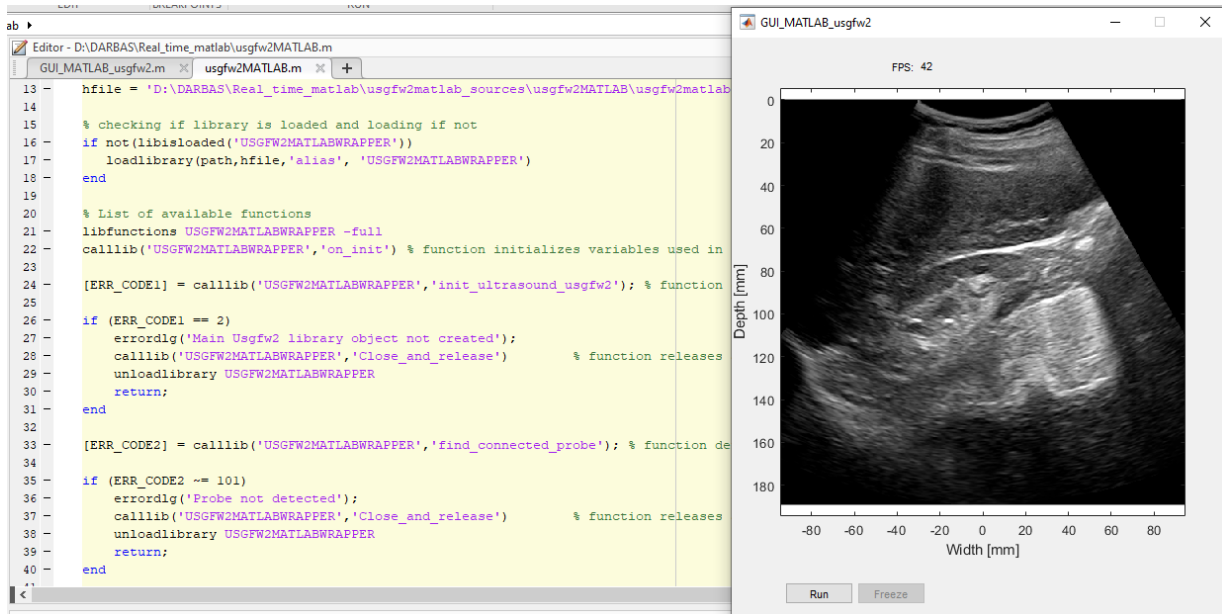 EDIT BREAKPOINTS RUN
ab
Editor - D:\DARBAS\Real_time_matlab\usgfw2MATLAB.m
GUI_MATLAB_usgfw2.m × usgfw2MATLAB.m × +
13 - hfile = 'D:\DARBAS\Real_time_matlab\usgfw2matlab_sources\usgfw2MATLAB\usgfw2matlab
14
15 % checking if library is loaded and loading if not
16 - if not(libisloaded('USGFW2MATLABWRAPPER'))
17 - loadlibrary(path,hfile,'alias', 'USGFW2MATLABWRAPPER')
18 - end
19
20 % List of available functions
21 - libfunctions USGFW2MATLABWRAPPER -full
22 - calllib('USGFW2MATLABWRAPPER','on_init') % function initializes variables used in
23
24 - [ERR_CODE1] = calllib('USGFW2MATLABWRAPPER','init_ultrasound_usgfw2'); % function
25
26 - if (ERR_CODE1 == 2)
27 - errordlg('Main Usgfw2 library object not created');
28 - calllib('USGFW2MATLABWRAPPER','Close_and_release') % function releases
29 - unloadlibrary USGFW2MATLABWRAPPER
30 - return;
31 - end
32
33 - [ERR_CODE2] = calllib('USGFW2MATLABWRAPPER','find_connected_probe'); % function de
34
35 - if (ERR_CODE2 ~= 101)
36 - errordlg('Probe not detected');
37 - calllib('USGFW2MATLABWRAPPER','Close_and_release') % function releases
38 - unloadlibrary USGFW2MATLABWRAPPER
39 - return;
40 - end
GUI_MATLAB_usgfw2
FPS: 42
0
20
40
60
80
100
120
140
160
180
Depth [mm]
-80 -60 -40 -20 0 20 40 60 80
Width [mm]
Run Freeze